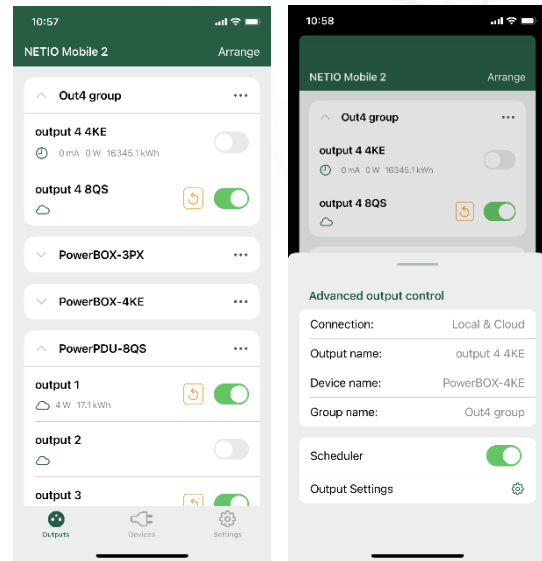 10:57
NETIO Mobile 2 Arrange
Out4 group
output 4 4KE
0 mA 0 W 16345.1 kWh
output 4 8QS
PowerBOX-3PX
PowerBOX-4KE
PowerPDU-8QS
output 1
4 W 17.1 kWh
output 2
output 3
Outputs Devices Settings
10:58
NETIO Mobile 2 Arrange
Out4 group
output 4 4KE
0 mA 0 W 16345.1 kWh
output 4 8QS
Advanced output control
Connection: Local & Cloud
Output name: output 4 4KE
Device name: PowerBOX-4KE
Group name: Out4 group
Scheduler
Output Settings